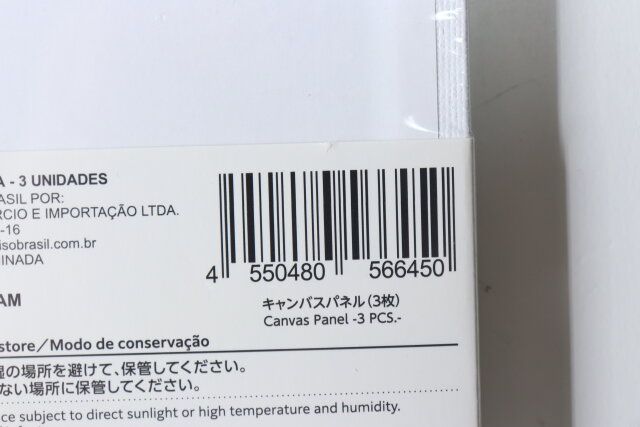 A - 3 UNIDADES
ASIL POR:
RCIO E IMPORTAÇÃO LTDA.
-16
isobrasil.com.br
INADA
AM
4 550480 566450
キャンバスパネル(3枚)
Canvas Panel -3 PCS.-
store/Modo de conservação
の場所を避けて、保管してください。
ない場所に保管してください。
ce subject to direct sunlight or high temperature and humidity.